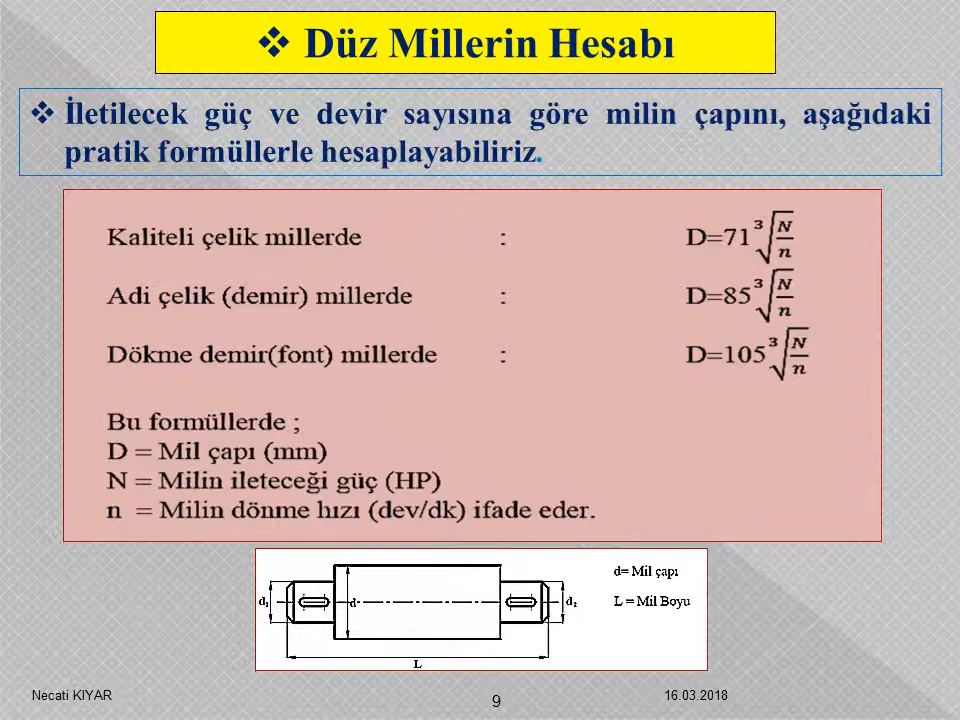 ❖ Düz Millerin Hesabı
❖ İletilecek güç ve devir sayısına göre milin çapını, aşağıdaki
pratik formüllerle hesaplayabiliriz.
Kaliteli çelik millerde : D=71∛(N/n)
Adi çelik (demir) millerde : D=85∛(N/n)
Dökme demir(font) millerde : D=105∛(N/n)
Bu formüllerde ;
D = Mil çapı (mm)
N = Milin ileteceği güç (HP)
n = Milin dönme hızı (dev/dk) ifade eder.
d= Mil çapı
d₁ d d₂ L = Mil Boyu
L
Necati KIYAR 9 16.03.2018